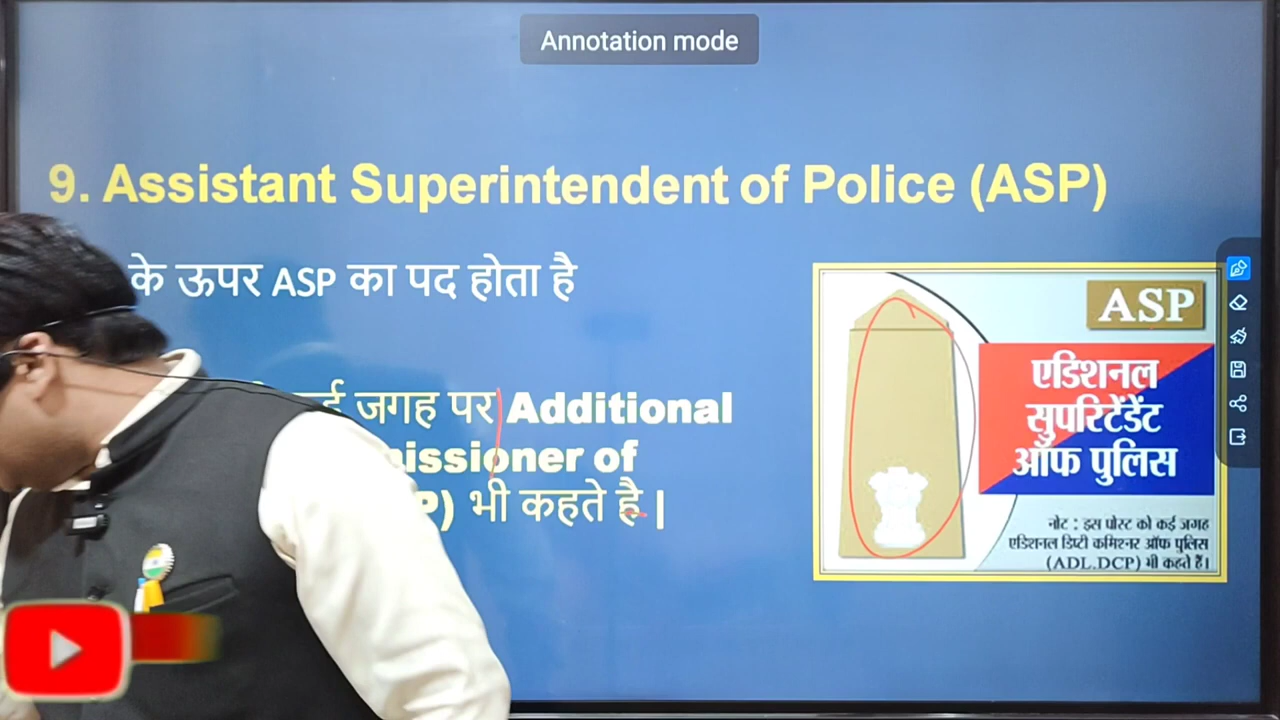 Annotation mode
9. Assistant Superintendent of Police (ASP)
के ऊपर ASP का पद होता है
जगह पर Additional
missioner of
P) भी कहते है |
ASP
एडिशनल
सुपरिटेंडेंट
ऑफ पुलिस
नोट : इस पोस्ट को कई जगह
एडिशनल डिप्टी कमिश्नर ऑफ पुलिस
(ADL.DCP) भी कहते हैं।